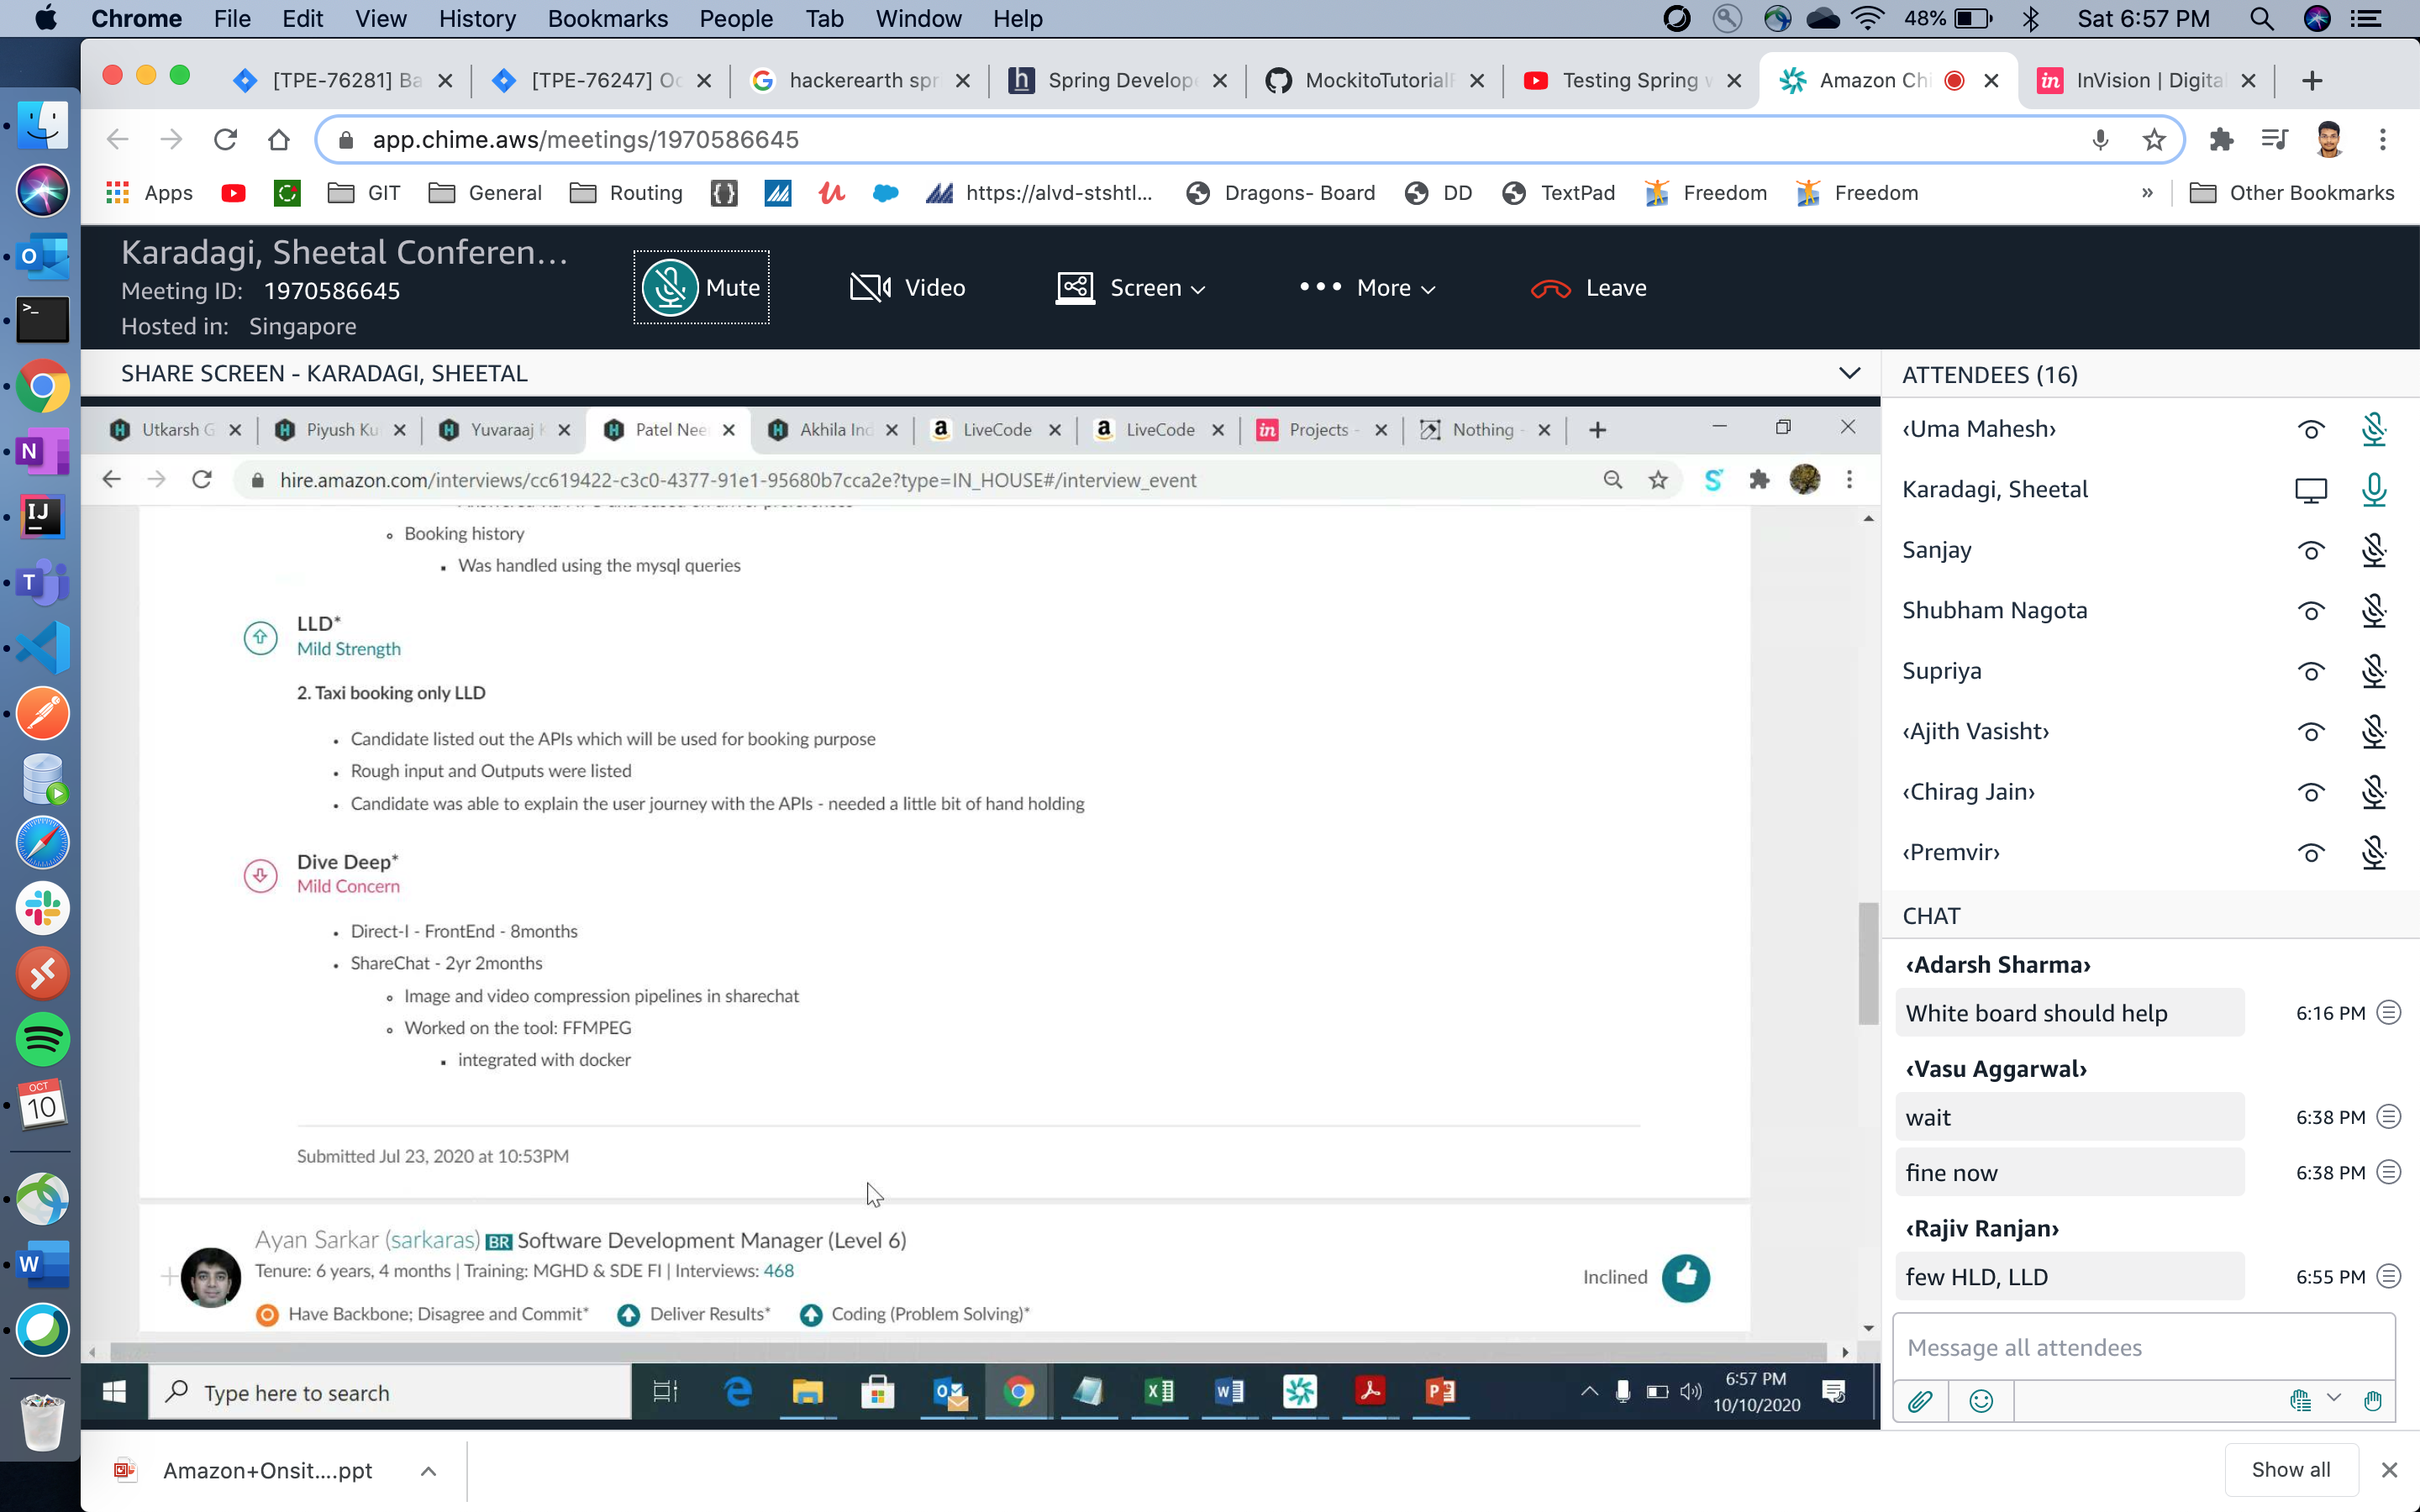 Chrome File Edit View History Bookmarks People Tab Window Help 48% Sat 6:57 PM
[TPE-76281] Ba [TPE-76247] Oc hackerearth spr Spring Develop MockitoTutorial Testing Spring Amazon Chi InVision | Digita
app.chime.aws/meetings/1970586645
Apps GIT General Routing https://alvd-stshtl... Dragons- Board DD TextPad Freedom Freedom » Other Bookmarks
Karadagi, Sheetal Conferen...
Meeting ID: 1970586645
Hosted in: Singapore
Mute Video Screen More Leave
SHARE SCREEN - KARADAGI, SHEETAL
Utkarsh G Piyush Ku Yuvaraaj Patel Nee Akhila Ind LiveCode LiveCode Projects - Nothing -
hire.amazon.com/interviews/cc619422-c3c0-4377-91e1-95680b7cca2e?type=IN_HOUSE#/interview_event
Booking history
Was handled using the mysql queries
LLD*
Mild Strength
2. Taxi booking only LLD
Candidate listed out the APIs which will be used for booking purpose
Rough input and Outputs were listed
Candidate was able to explain the user journey with the APIs - needed a little bit of hand holding
Dive Deep*
Mild Concern
Direct-I - FrontEnd - 8months
ShareChat - 2yr 2months
Image and video compression pipelines in sharechat
Worked on the tool: FFMPEG
integrated with docker
Submitted Jul 23, 2020 at 10:53PM
Ayan Sarkar (sarkaras) BR Software Development Manager (Level 6)
Tenure: 6 years, 4 months | Training: MGHD & SDE FI | Interviews: 468
Inclined
Have Backbone; Disagree and Commit* Deliver Results* Coding (Problem Solving)*
Type here to search
6:57 PM
10/10/2020
ATTENDEES (16)
‹Uma Mahesh›
Karadagi, Sheetal
Sanjay
Shubham Nagota
Supriya
‹Ajith Vasisht›
‹Chirag Jain›
‹Premvir›
CHAT
‹Adarsh Sharma›
White board should help 6:16 PM
‹Vasu Aggarwal›
wait 6:38 PM
fine now 6:38 PM
‹Rajiv Ranjan›
few HLD, LLD 6:55 PM
Message all attendees
OCT
10
Amazon+Onsit....ppt
Show all